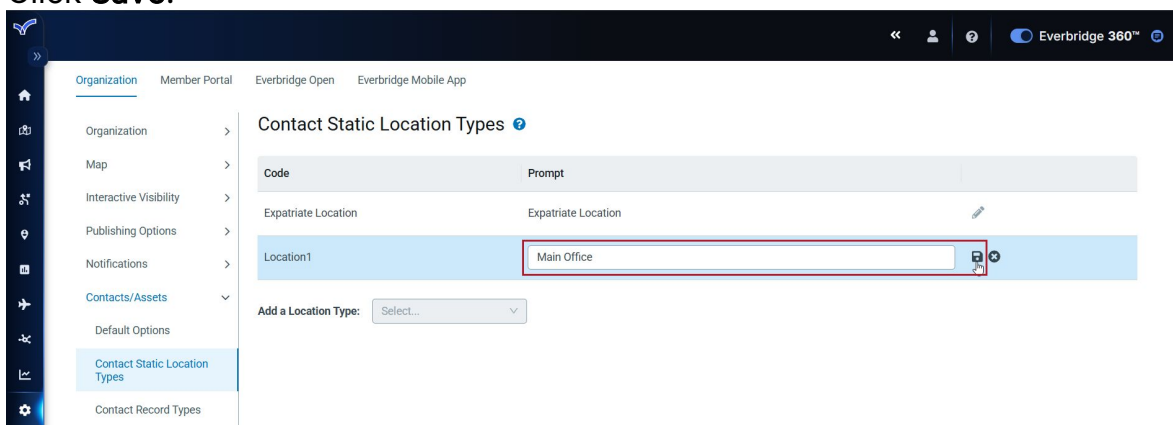 Click Save.
Everbridge 360™
Organization Member Portal Everbridge Open Everbridge Mobile App
Organization
Map
Interactive Visibility
Publishing Options
Notifications
Contacts/Assets
Default Options
Contact Static Location
Types
Contact Record Types
Contact Static Location Types
Code Prompt
Expatriate Location Expatriate Location
Location1 Main Office
Add a Location Type: Select...